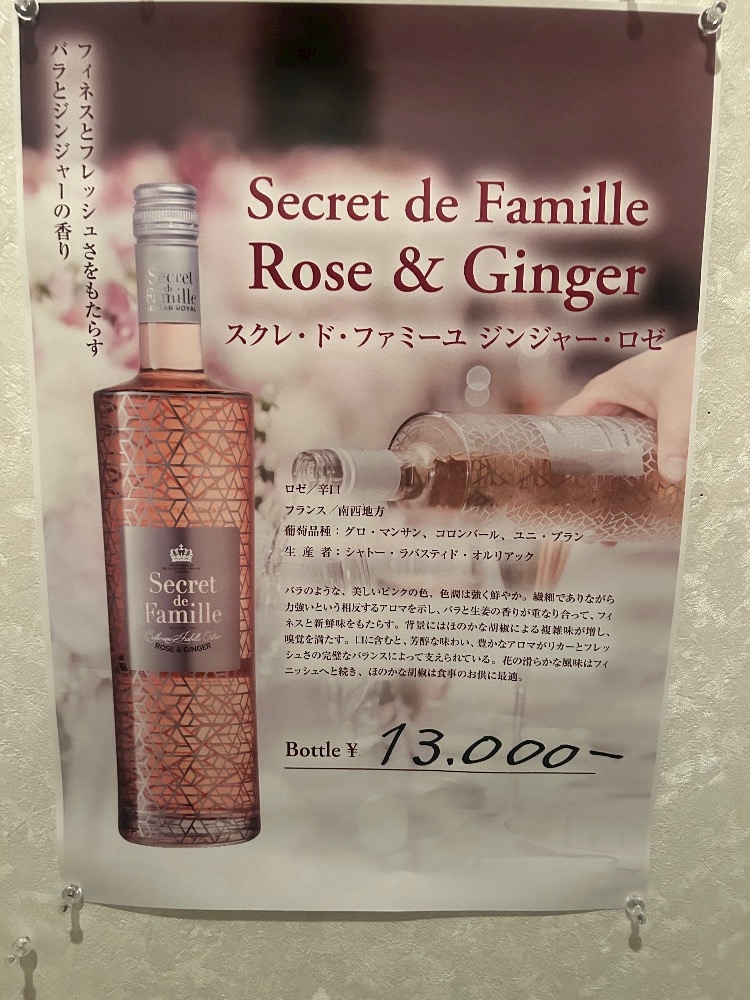 フィネスとフレッシュさをもたらす
バラとジンジャーの香り
Secret de Famille
Rose & Ginger
スクレ・ド・ファミーユ ジンジャー・ロゼ
Secret
de
Famille
Secret
de
Famille
ROSE & GINGER
ロゼ/辛口
フランス/南西地方
葡萄品種：グロ・マンサン、コロンバール、ユニ・ブラン
生 産 者：シャトー・ラバスティド・オルリアック
バラのような、美しいピンクの色、色調は強く鮮やか。繊細でありながら
力強いという相反するアロマを示し、バラと生姜の香りが重なり合って、フィ
ネスと新鮮味をもたらす。背景にはほのかな胡椒による複雑味が増し、
嗅覚を満たす。口に含むと、芳醇な味わい、豊かなアロマがリカーとフレッ
シュさの完璧なバランスによって支えられている。花の滑らかな風味はフィ
ニッシュへと続き、ほのかな胡椒は食事のお供に最適。
Bottle ¥ 13.000-